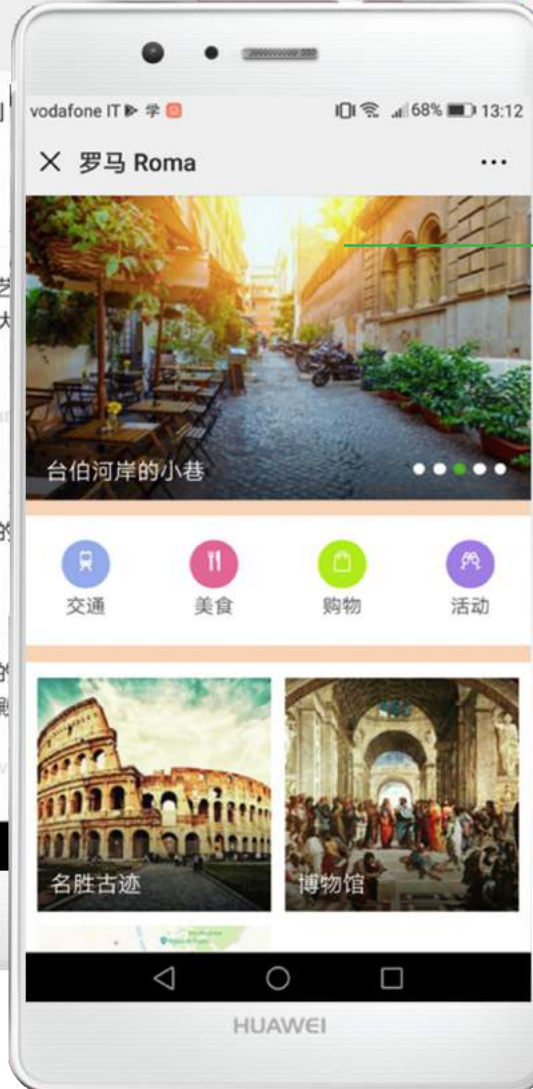 vodafone IT 学 68% 13:12
罗马 Roma
台伯河岸的小巷
交通 美食 购物 活动
名胜古迹 博物馆
HUAWEI